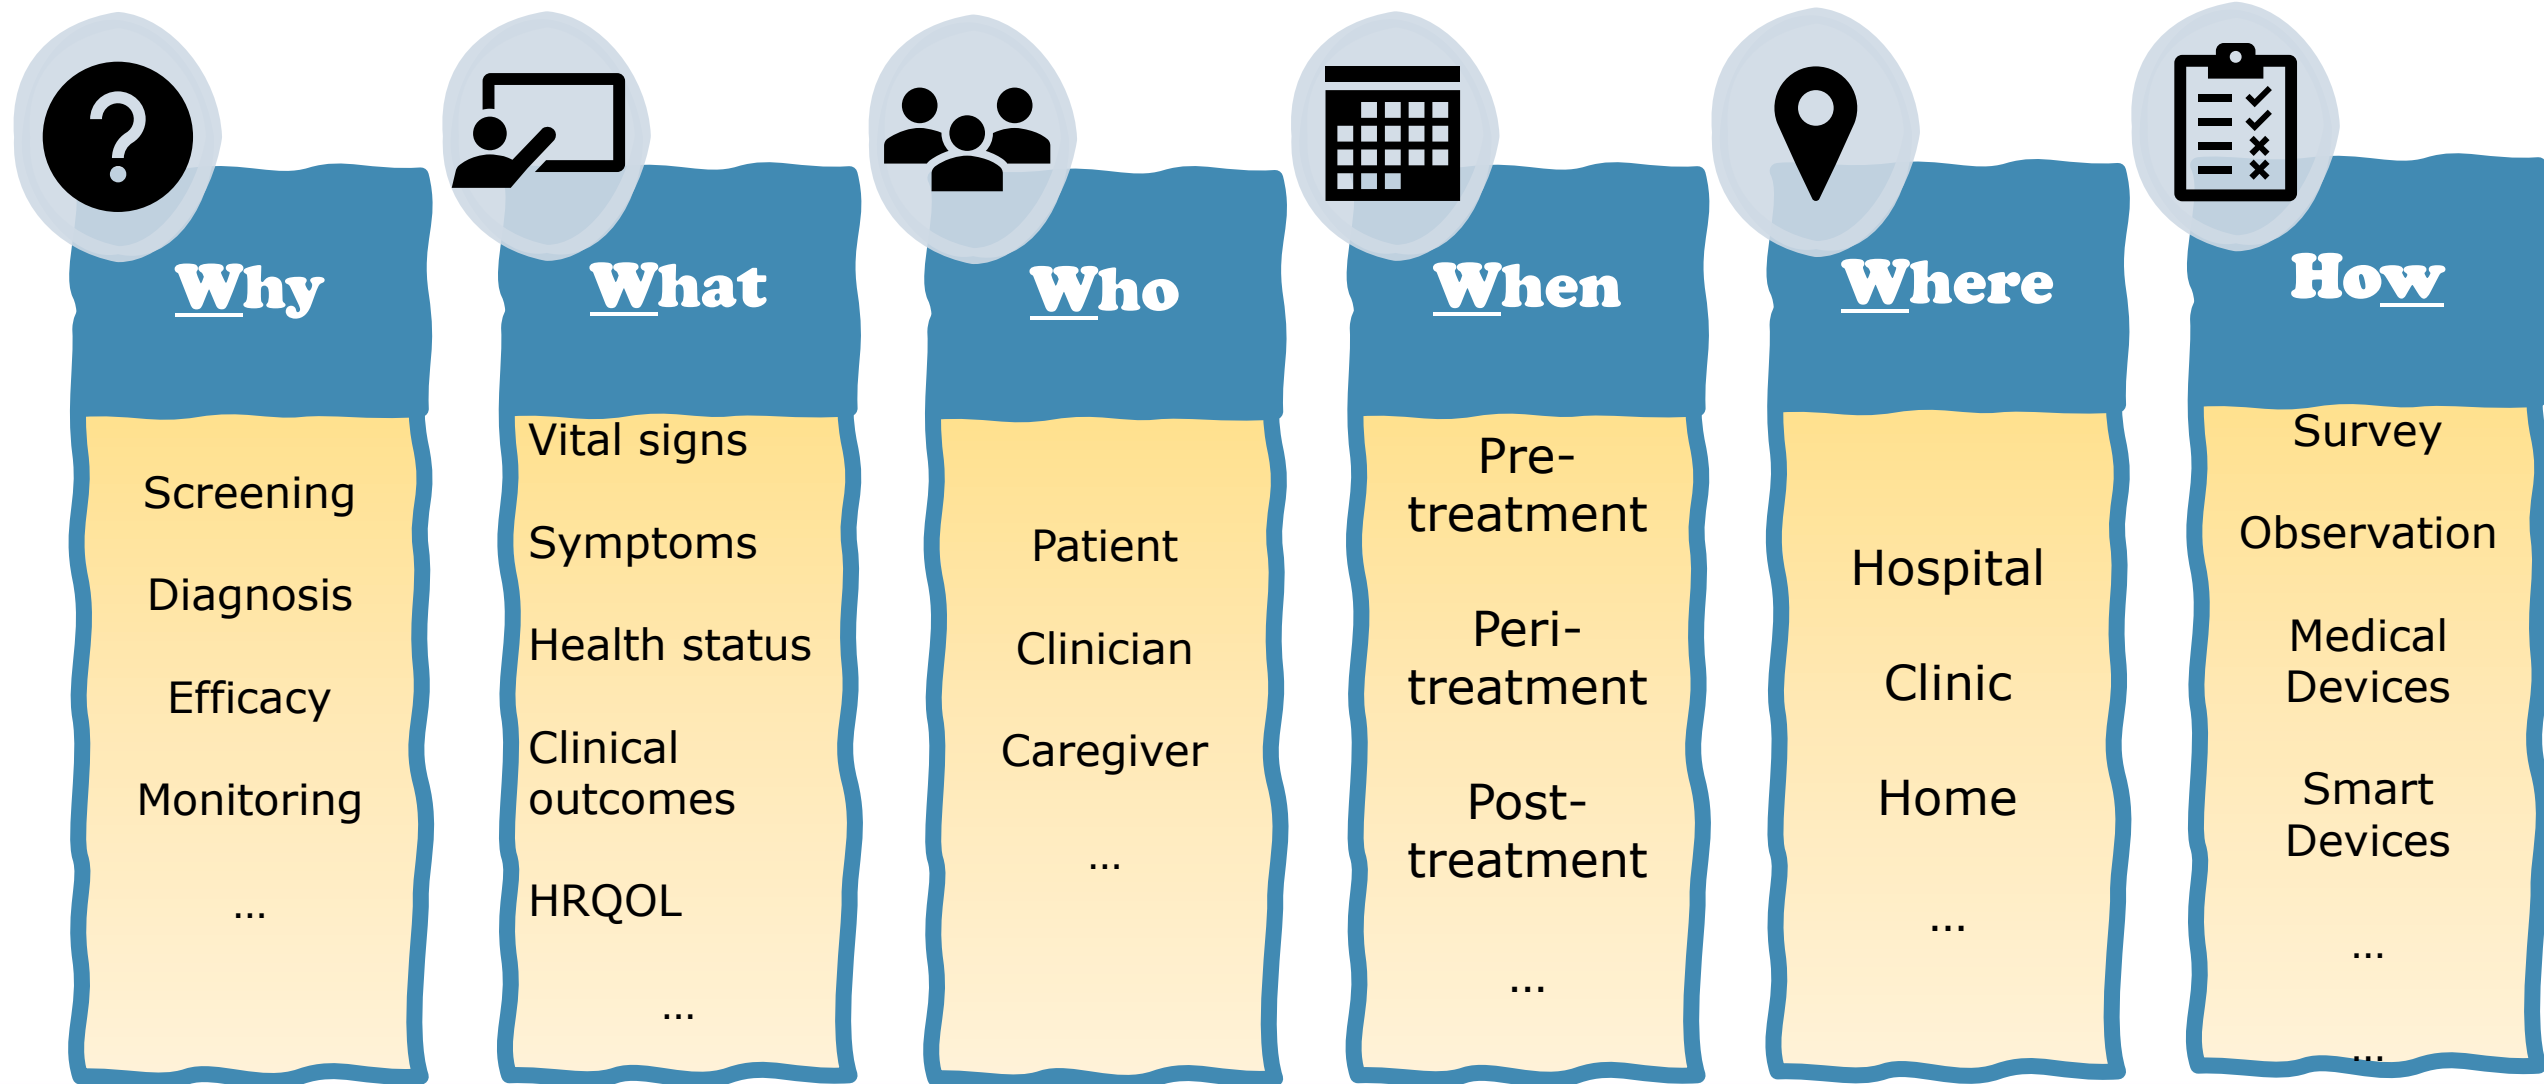 Why
Screening
Diagnosis
Efficacy
Monitoring
...
What
Vital signs
Symptoms
Health status
Clinical
outcomes
HRQOL
...
Who
Patient
Clinician
Caregiver
...
When
Pre-
treatment
Peri-
treatment
Post-
treatment
...
Where
Hospital
Clinic
Home
...
How
Survey
Observation
Medical
Devices
Smart
Devices
...
...